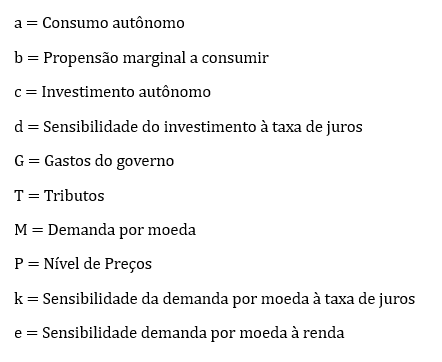 a = Consumo autônomo
b = Propensão marginal a consumir
c = Investimento autônomo
d = Sensibilidade do investimento à taxa de juros
G = Gastos do governo
T = Tributos
M = Demanda por moeda
P = Nível de Preços
k = Sensibilidade da demanda por moeda à taxa de juros
e = Sensibilidade demanda por moeda à renda